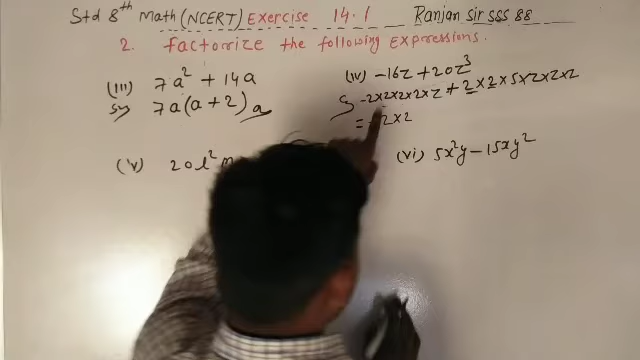 Std 8th Math (NCERT) Exercise 14.1 Ranjan Sir SSS 88
2. factorize the following Expressions.
(iii) 7a² + 14a
7a(a+2)
(iv) -16z + 20z³
-2×2×2×2×z + 2×2×5×z×z×z
= -2×2
(v) 20l²m
(vi) 5x²y - 15xy²